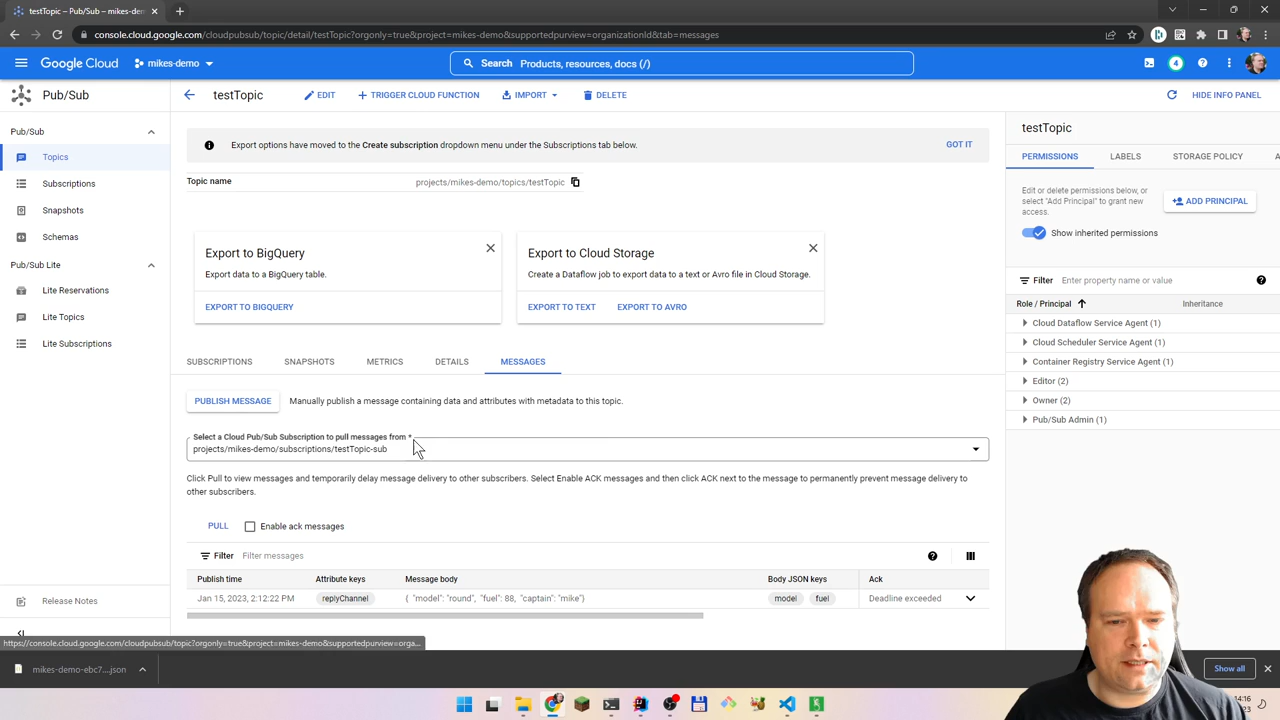 testTopic – Pub/Sub – mikes-demo
console.cloud.google.com/cloudpubsub/topic/detail/testTopic?orgonly=true&project=mikes-demo&supportedpurview=organizationId&tab=messages
Google Cloud
mikes-demo
Search Products, resources, docs (/)
4
Pub/Sub
testTopic
EDIT
TRIGGER CLOUD FUNCTION
IMPORT
DELETE
HIDE INFO PANEL
Pub/Sub
Topics
Subscriptions
Snapshots
Schemas
Pub/Sub Lite
Lite Reservations
Lite Topics
Lite Subscriptions
Release Notes
Export options have moved to the Create subscription dropdown menu under the Subscriptions tab below.
GOT IT
Topic name
projects/mikes-demo/topics/testTopic
Export to BigQuery
Export data to a BigQuery table.
EXPORT TO BIGQUERY
Export to Cloud Storage
Create a Dataflow job to export data to a text or Avro file in Cloud Storage.
EXPORT TO TEXT
EXPORT TO AVRO
SUBSCRIPTIONS
SNAPSHOTS
METRICS
DETAILS
MESSAGES
PUBLISH MESSAGE
Manually publish a message containing data and attributes with metadata to this topic.
Select a Cloud Pub/Sub Subscription to pull messages from *
projects/mikes-demo/subscriptions/testTopic-sub
Click Pull to view messages and temporarily delay message delivery to other subscribers. Select Enable ACK messages and then click ACK next to the message to permanently prevent message delivery to
other subscribers.
PULL
Enable ack messages
Filter
Filter messages
Publish time
Attribute keys
Message body
Body JSON keys
Ack
Jan 15, 2023, 2:12:22 PM
replyChannel
{ "model": "round", "fuel": 88, "captain": "mike"}
model
fuel
Deadline exceeded
testTopic
PERMISSIONS
LABELS
STORAGE POLICY
A
Edit or delete permissions below, or
select "Add Principal" to grant new
access.
ADD PRINCIPAL
Show inherited permissions
Filter
Enter property name or value
Role / Principal
Inheritance
Cloud Dataflow Service Agent (1)
Cloud Scheduler Service Agent (1)
Container Registry Service Agent (1)
Editor (2)
Owner (2)
Pub/Sub Admin (1)
https://console.cloud.google.com/cloudpubsub/topic?orgonly=true&project=mikes-demo&supportedpurview=orga...
mikes-demo-ebc7....json
Show all
14:16